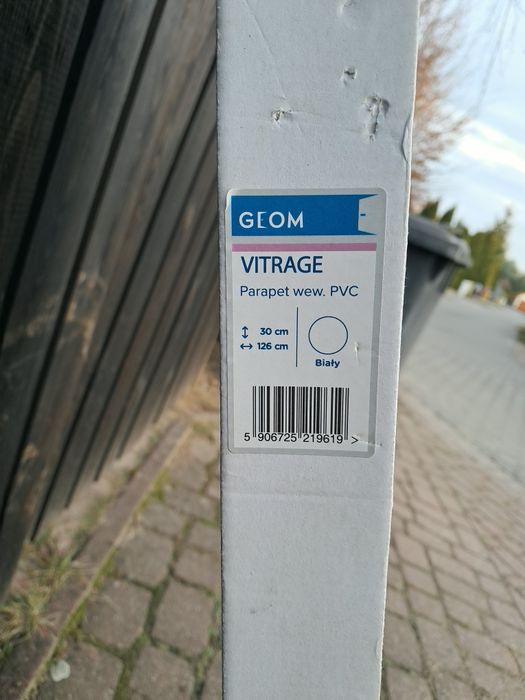 GEOM
VITRAGE
Parapet wew. PVC
30 cm
126 cm
Biały
5 906725 219619 >